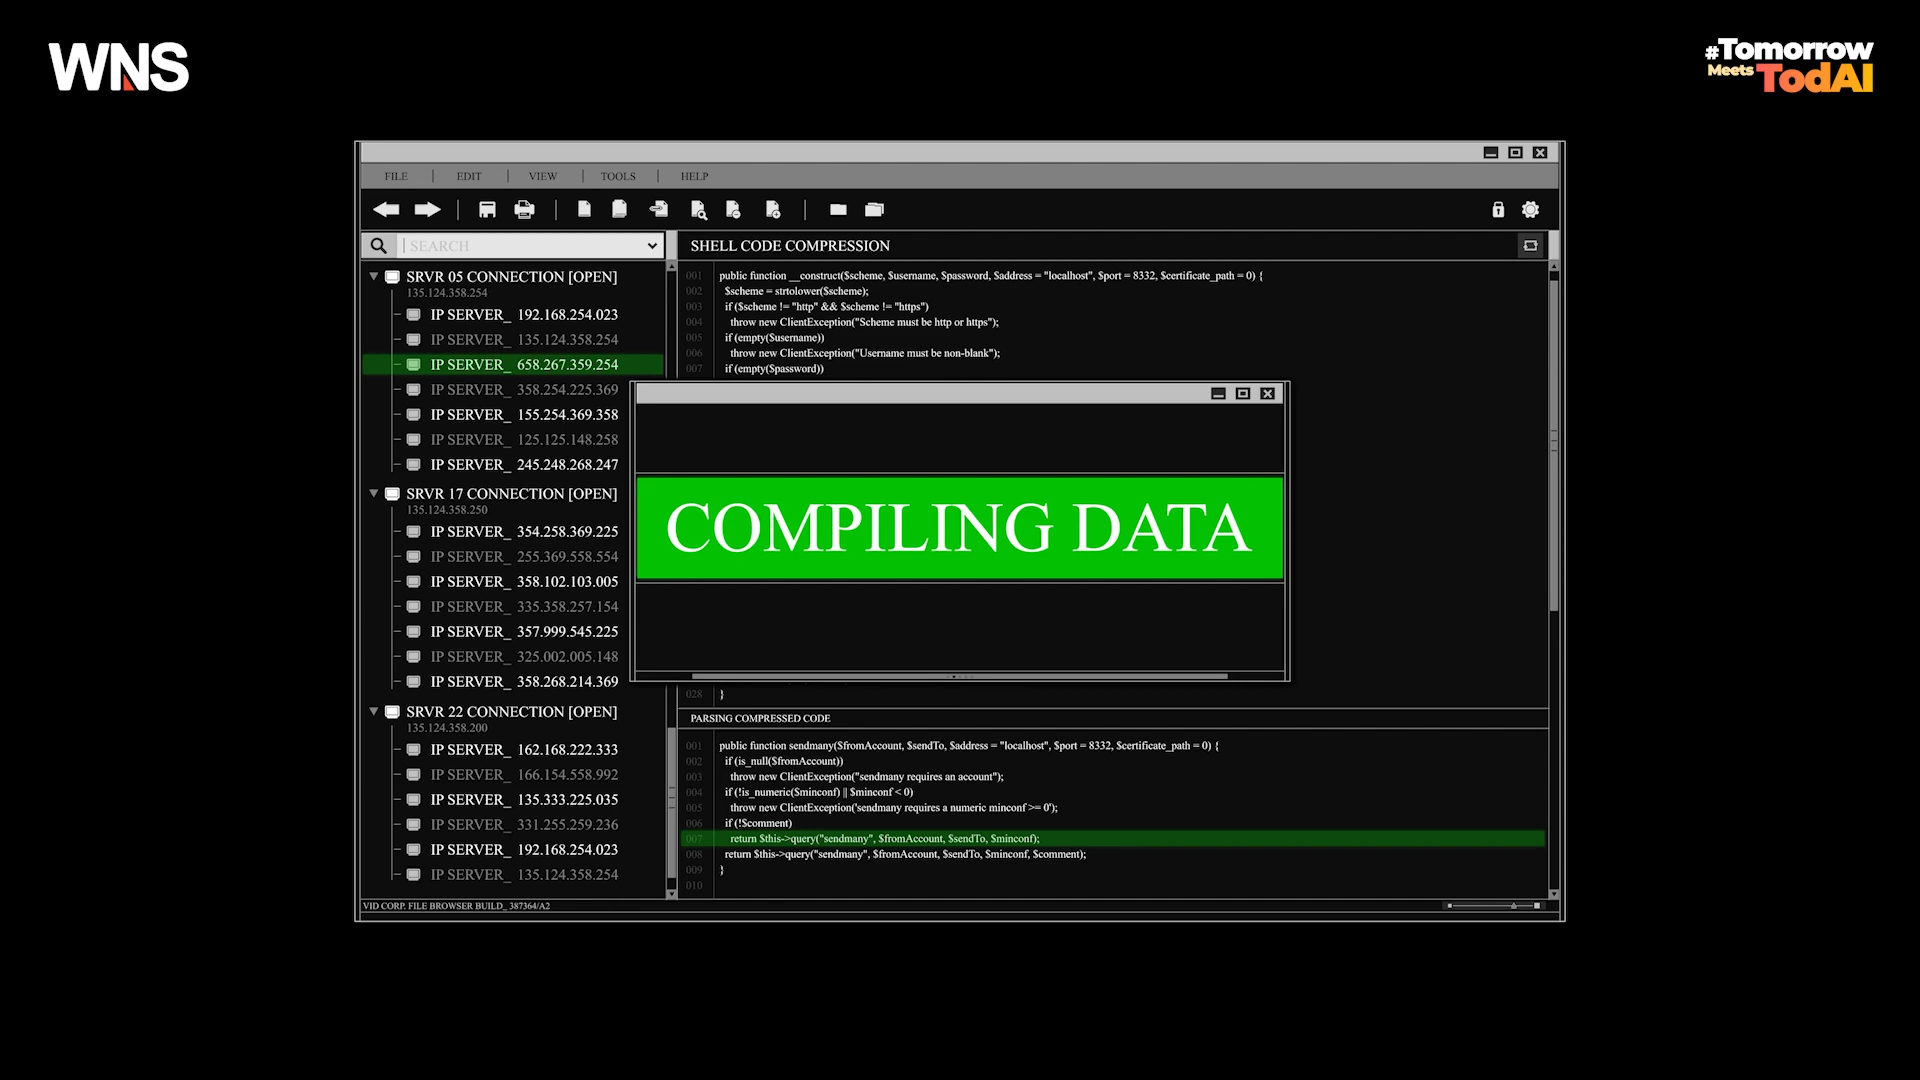 WNS
#Tomorrow
Meets TodAI
FILE | EDIT | VIEW | TOOLS | HELP
SEARCH
SRVR 05 CONNECTION [OPEN]
135.124.358.254
IP SERVER_ 192.168.254.023
IP SERVER_ 135.124.358.254
IP SERVER_ 658.267.359.254
IP SERVER_ 358.254.225.369
IP SERVER_ 155.254.369.358
IP SERVER_ 125.125.148.258
IP SERVER_ 245.248.268.247
SRVR 17 CONNECTION [OPEN]
135.124.358.250
IP SERVER_ 354.258.369.225
IP SERVER_ 255.369.558.554
IP SERVER_ 358.102.103.005
IP SERVER_ 335.358.257.154
IP SERVER_ 357.999.545.225
IP SERVER_ 325.002.005.148
IP SERVER_ 358.268.214.369
SRVR 22 CONNECTION [OPEN]
135.124.358.200
IP SERVER_ 162.168.222.333
IP SERVER_ 166.154.558.992
IP SERVER_ 135.333.225.035
IP SERVER_ 331.255.259.236
IP SERVER_ 192.168.254.023
IP SERVER_ 135.124.358.254
VID CORP. FILE BROWSER BUILD_ 387364/A2
SHELL CODE COMPRESSION
001 public function __construct($scheme, $username, $password, $address = "localhost", $port = 8332, $certificate_path = 0) {
002 $scheme = strtolower($scheme);
003 if ($scheme != "http" && $scheme != "https")
004 throw new ClientException("Scheme must be http or https");
005 if (empty($username))
006 throw new ClientException("Username must be non-blank");
007 if (empty($password))
COMPILING DATA
028 }
PARSING COMPRESSED CODE
001 public function sendmany($fromAccount, $sendTo, $address = "localhost", $port = 8332, $certificate_path = 0) {
002 if (is_null($fromAccount))
003 throw new ClientException("sendmany requires an account");
004 if (!is_numeric($minconf) || $minconf < 0)
005 throw new ClientException('sendmany requires a numeric minconf >= 0');
006 if (!$comment)
007 return $this->query("sendmany", $fromAccount, $sendTo, $minconf);
008 return $this->query("sendmany", $fromAccount, $sendTo, $minconf, $comment);
009 }
010